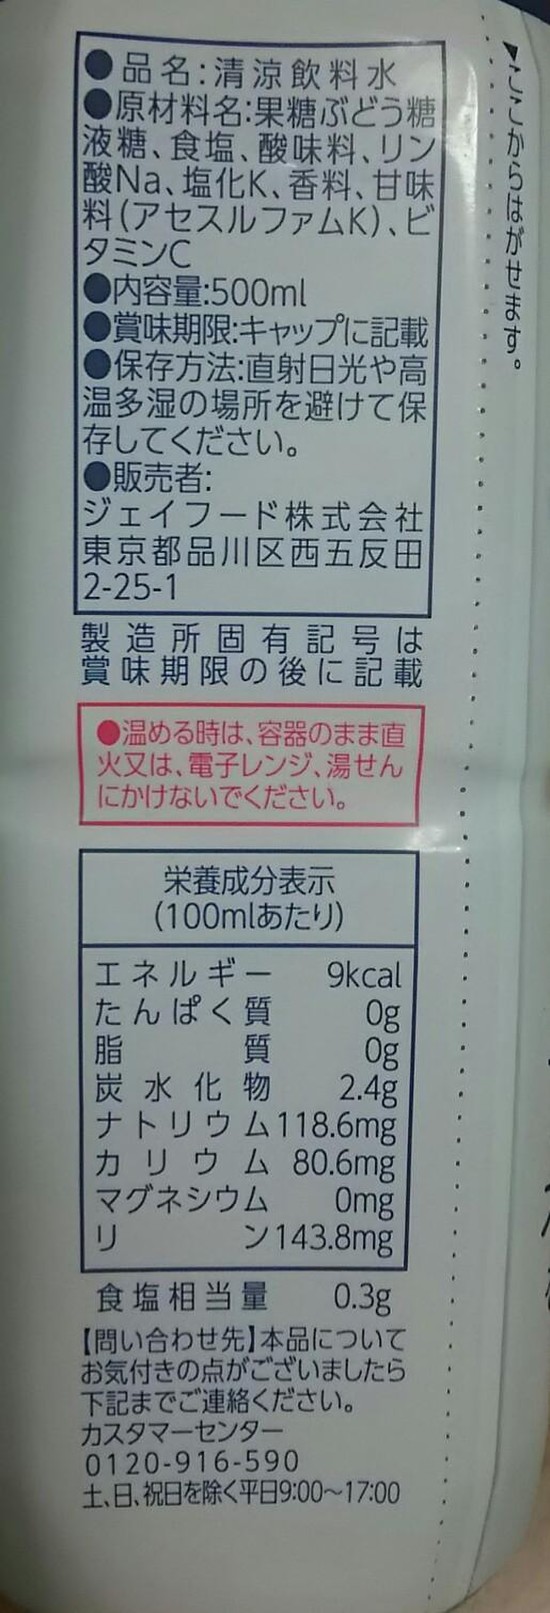 ●品名:清涼飲料水
●原材料名:果糖ぶどう糖
液糖、食塩、酸味料、リン
酸Na、塩化K、香料、甘味
料(アセスルファムK)、ビ
タミンC
●内容量:500ml
●賞味期限:キャップに記載
●保存方法:直射日光や高
温多湿の場所を避けて保
存してください。
●販売者:
ジェイフード株式会社
東京都品川区西五反田
2-25-1
製造所固有記号は
賞味期限の後に記載
●温める時は、容器のまま直
火又は、電子レンジ、湯せん
にかけないでください。
栄養成分表示
(100mlあたり)
エネルギー 9kcal
たんぱく質 0g
脂質 0g
炭水化物 2.4g
ナトリウム 118.6mg
カリウム 80.6mg
マグネシウム 0mg
リン 143.8mg
食塩相当量 0.3g
【問い合わせ先】本品について
お気付きの点がございましたら
下記までご連絡ください。
カスタマーセンター
0120-916-590
土、日、祝日を除く平日9:00〜17:00
▼ここからはがせます。